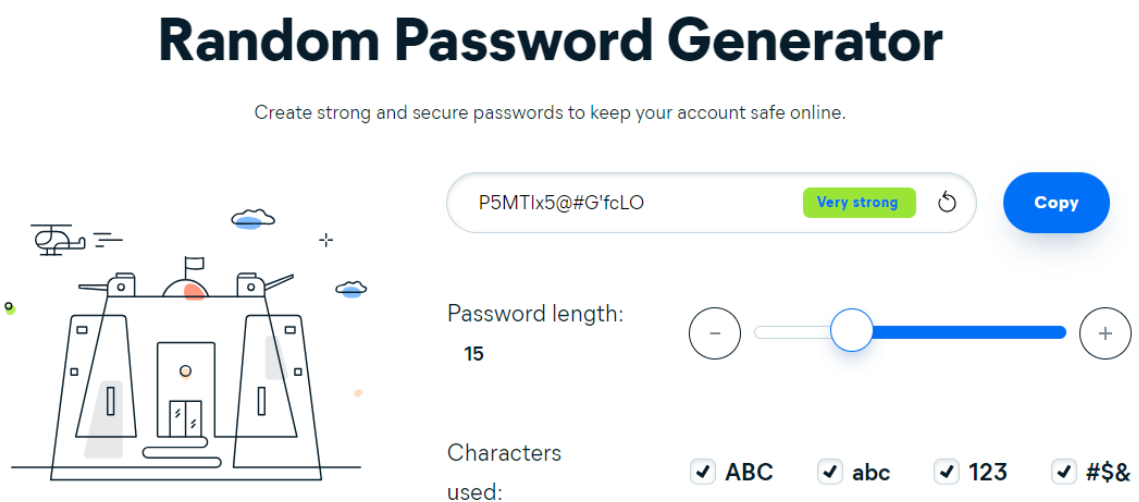 Random Password Generator
Create strong and secure passwords to keep your account safe online.
P5MTIx5@#G'fcLO
Very strong
Copy
Password length:
15
-
+
Characters
used:
ABC
abc
123
#$&